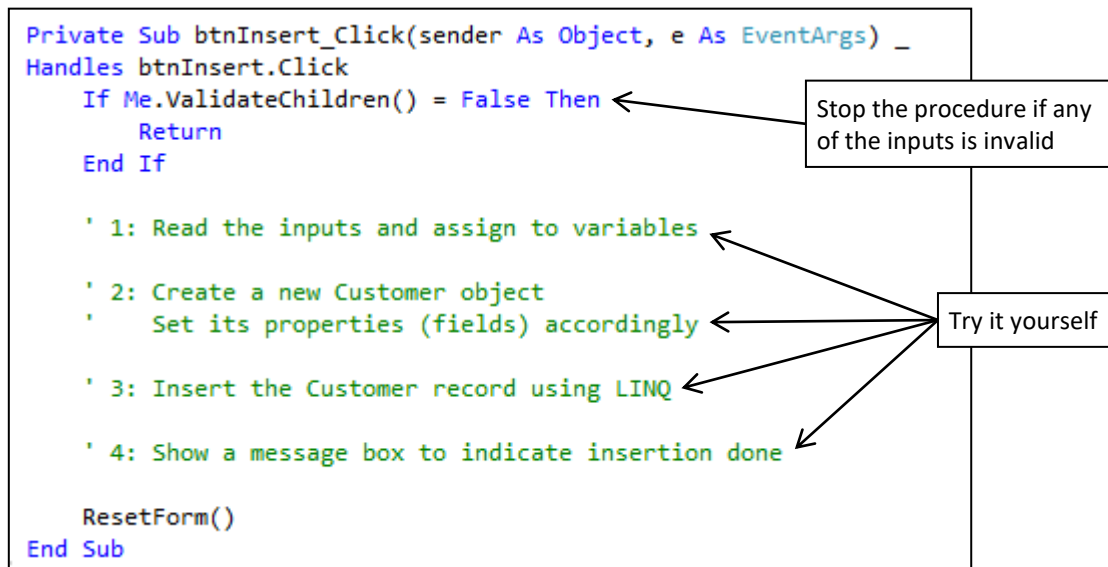 Private Sub btnInsert_Click(sender As Object, e As EventArgs) _
Handles btnInsert.Click
    If Me.ValidateChildren() = False Then
        Return
    End If
    ' 1: Read the inputs and assign to variables
    ' 2: Create a new Customer object
    '    Set its properties (fields) accordingly
    ' 3: Insert the Customer record using LINQ
    ' 4: Show a message box to indicate insertion done
    ResetForm()
End Sub
Stop the procedure if any
of the inputs is invalid
Try it yourself